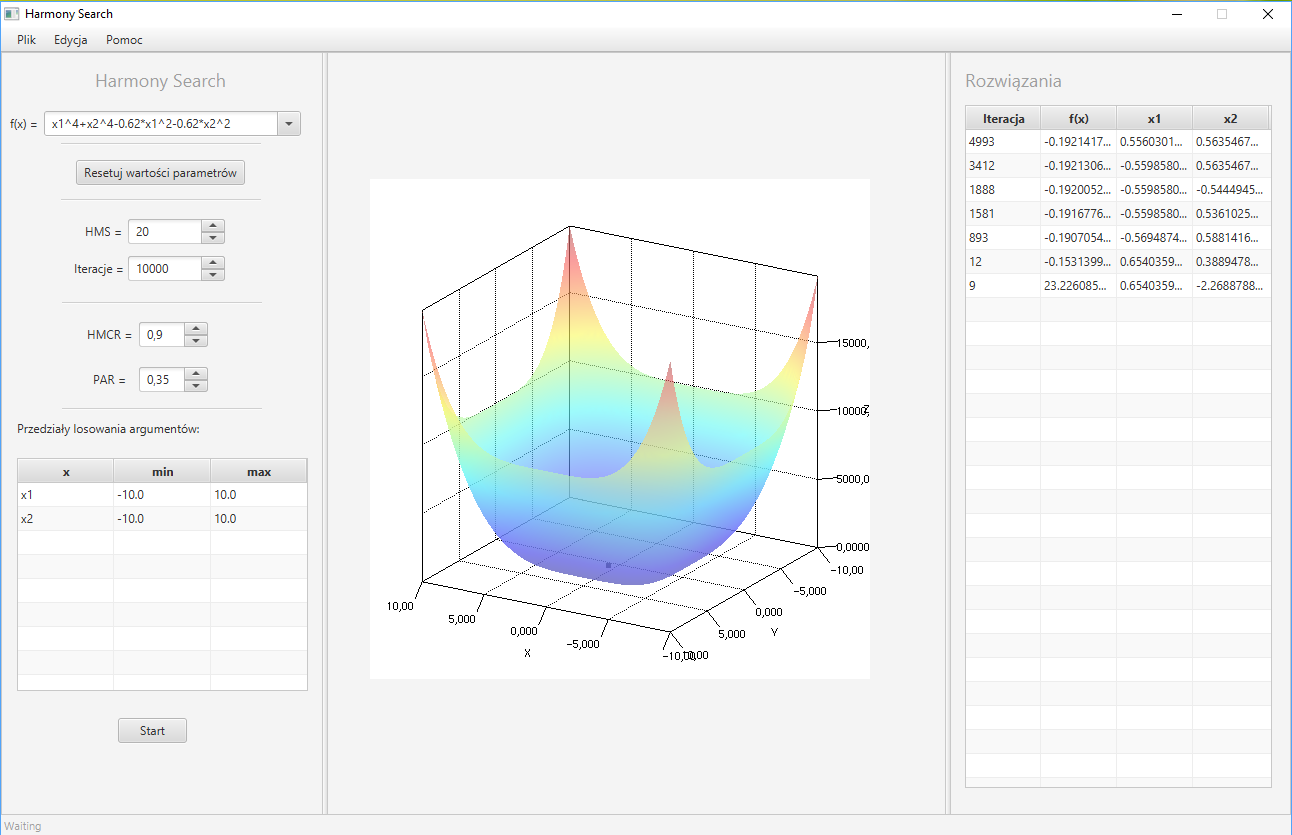 Harmony Search
Plik Edycja Pomoc
Harmony Search
f(x) = x1^4+x2^4-0.62*x1^2-0.62*x2^2
Resetuj wartości parametrów
HMS = 20
Iteracje = 10000
HMCR = 0,9
PAR = 0,35
Przedziały losowania argumentów:
x min max
x1 -10.0 10.0
x2 -10.0 10.0
Start
15000,
10000,
Z
5000,0
0,0000
10,00
5,000
0,000
−5,000
−10,00
X
−10,00
−5,000
0,000
5,000
10,00
Y
Rozwiązania
Iteracja f(x) x1 x2
4993 -0.1921417... 0.5560301... 0.5635467...
3412 -0.1921306... -0.5598580... 0.5635467...
1888 -0.1920052... -0.5598580... -0.5444945...
1581 -0.1916776... -0.5598580... 0.5361025...
893 -0.1907054... -0.5694874... 0.5881416...
12 -0.1531399... 0.6540359... 0.3889478...
9 23.226085... 0.6540359... -2.2688788...
Waiting